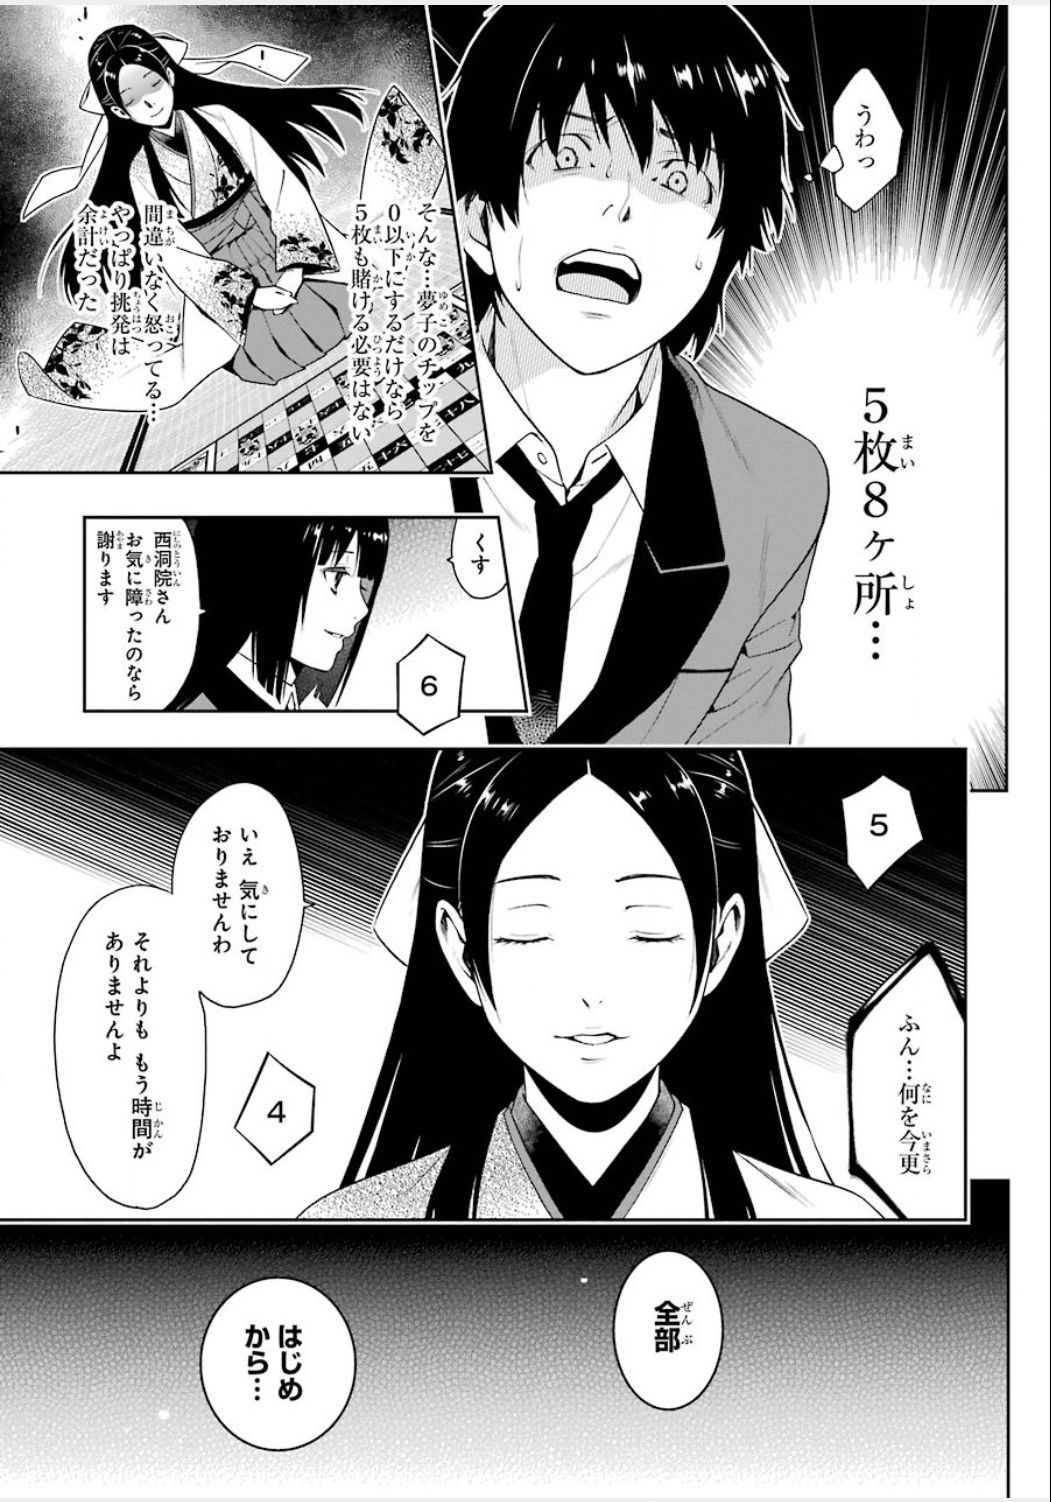 うわっ
5枚8ヶ所…
そんな…夢子のチップを
0以下にするだけなら
5枚も賭ける必要はない
間違いなく怒ってる…
やっぱり挑発は
余計だった
くす
西洞院さん
お気に障ったのなら
謝ります
6
5
ふん…何を今更
いえ 気にして
おりませんわ
それよりも もう時間が
ありませんよ
4
全部
はじめ
から…